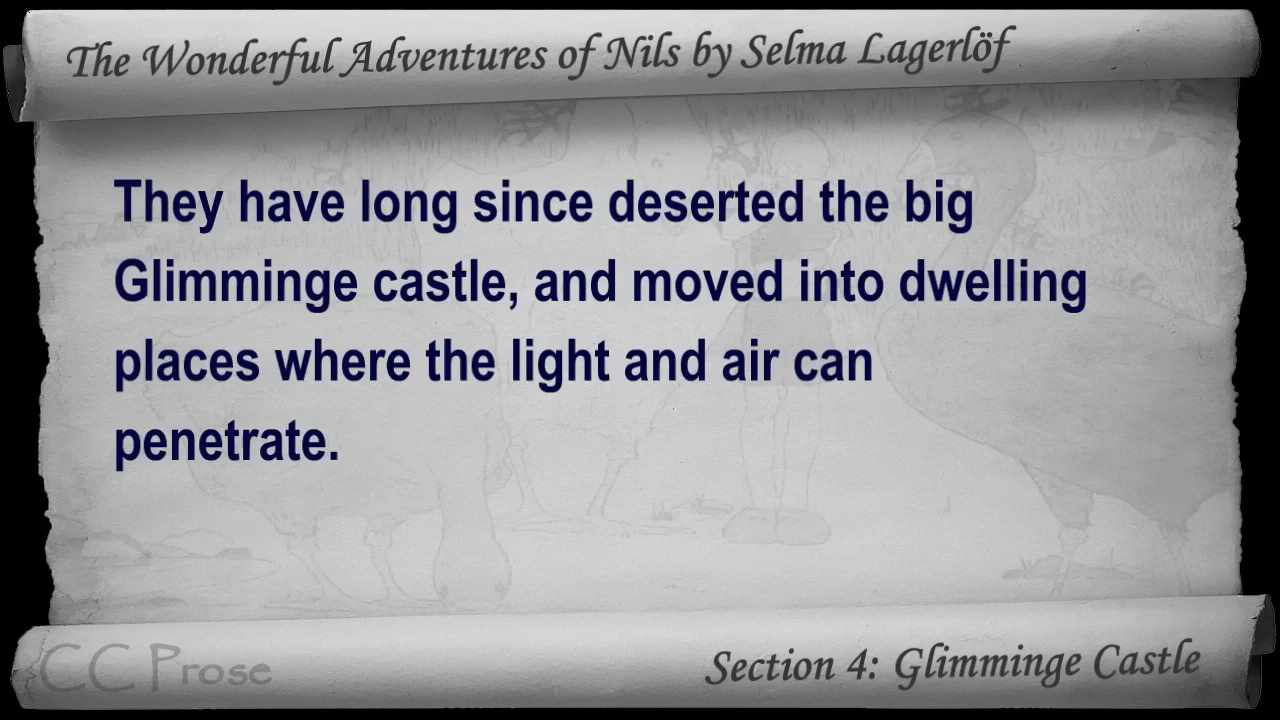 The Wonderful Adventures of Nils by Selma Lagerlöf
They have long since deserted the big
Glimminge castle, and moved into dwelling
places where the light and air can
penetrate.
CC Prose
Section 4: Glimminge Castle